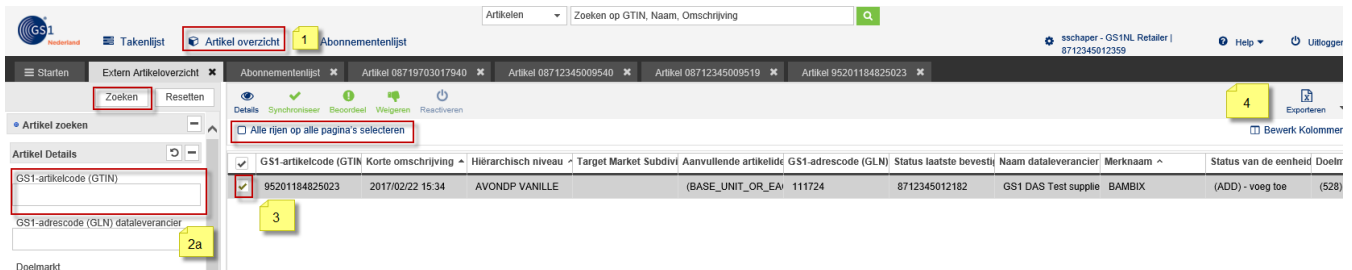 Artikelen Zoeken op GTIN, Naam, Omschrijving
GS1 Nederland Takenlijst Artikel overzicht 1 Abonnementenlijst sschaper - GS1NL Retailer | Help Uitlogger
8712345012359
Starten Extern Artikeloverzicht Abonnementenlijst Artikel 08719703017940 Artikel 08712345009540 Artikel 08712345009519 Artikel 95201184825023
Zoeken Resetten
Details Synchroniseer Beoordeel Weigeren Reactiveren 4 Exporteren
Artikel zoeken
Alle rijen op alle pagina's selecteren Bewerk Kolommer
Artikel Details
GS1-artikelcode (GTIN Korte omschrijving Hiërarchisch niveau Target Market Subdivi Aanvullende artikelide GS1-adrescode (GLN) Status laatste bevestig Naam dataleverancier Merknaam Status van de eenheid Doelm
GS1-artikelcode (GTIN)
95201184825023 2017/02/22 15:34 AVONDP VANILLE (BASE_UNIT_OR_EA 111724 8712345012182 GS1 DAS Test supplie BAMBIX (ADD) - voeg toe (528)
3
GS1-adrescode (GLN) dataleverancier
2a
Doelmarkt